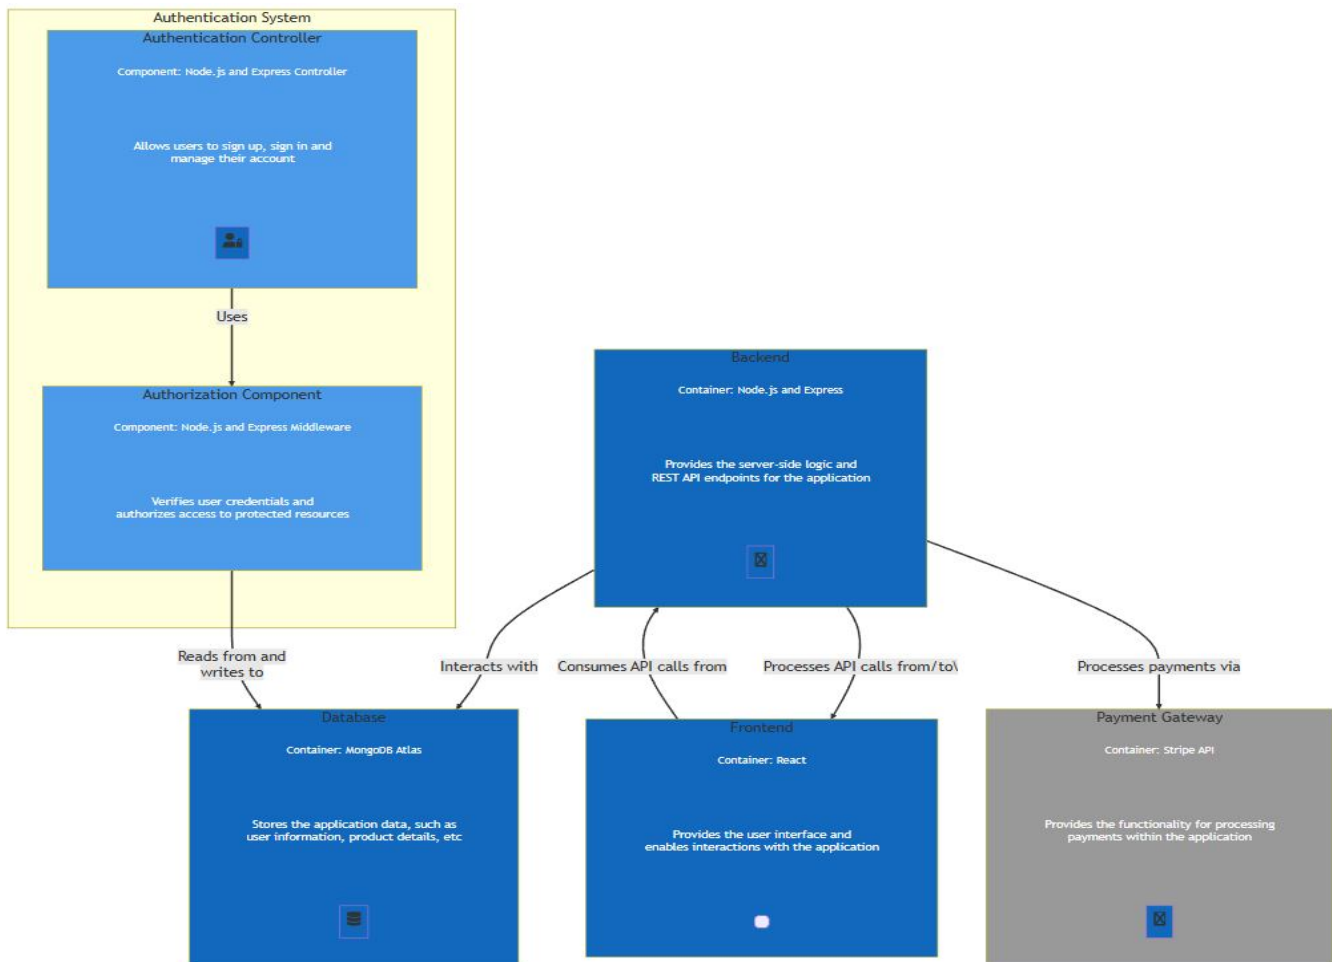 Authentication System
Authentication Controller
Component: Node.js and Express Controller
Allows users to sign up, sign in and
manage their account
Uses
Authorization Component
Component: Node.js and Express Middleware
Verifies user credentials and
authorizes access to protected resources
Backend
Container: Node.js and Express
Provides the server-side logic and
REST API endpoints for the application
Reads from and
writes to
Interacts with
Consumes API calls from
Processes API calls from/to\
Processes payments via
Database
Container: MongoDB Atlas
Stores the application data, such as
user information, product details, etc
Frontend
Container: React
Provides the user interface and
enables interactions with the application
Payment Gateway
Container: Stripe API
Provides the functionality for processing
payments within the application